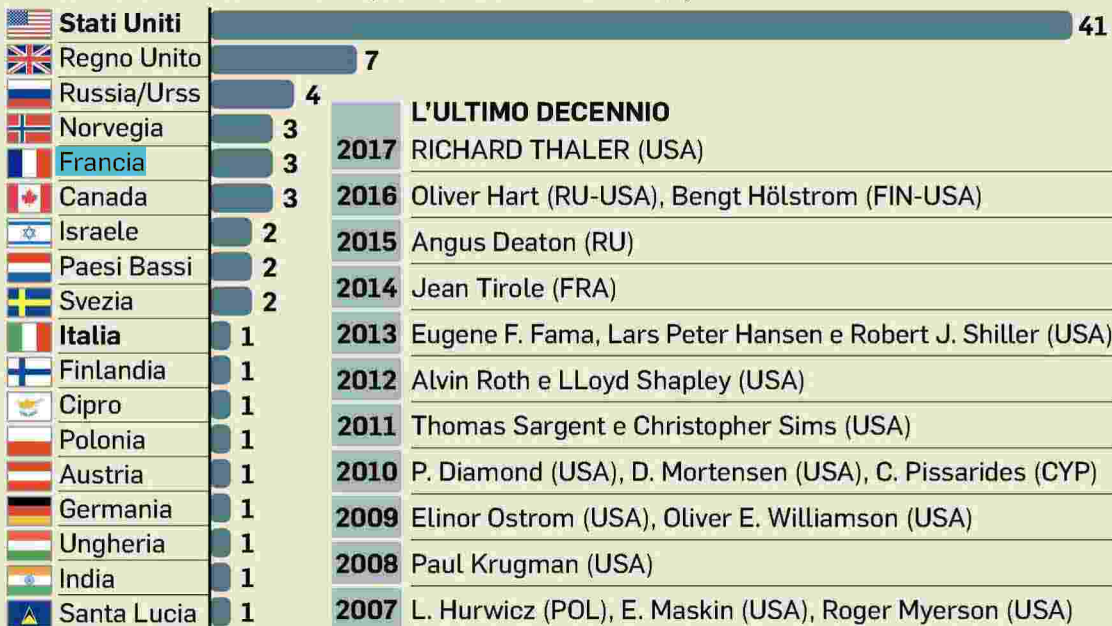 Stati Uniti 41
Regno Unito 7
Russia/Urss 4
Norvegia 3
Francia 3
Canada 3
Israele 2
Paesi Bassi 2
Svezia 2
Italia 1
Finlandia 1
Cipro 1
Polonia 1
Austria 1
Germania 1
Ungheria 1
India 1
Santa Lucia 1
L'ULTIMO DECENNIO
2017 RICHARD THALER (USA)
2016 Oliver Hart (RU-USA), Bengt Hölstrom (FIN-USA)
2015 Angus Deaton (RU)
2014 Jean Tirole (FRA)
2013 Eugene F. Fama, Lars Peter Hansen e Robert J. Shiller (USA)
2012 Alvin Roth e LLoyd Shapley (USA)
2011 Thomas Sargent e Christopher Sims (USA)
2010 P. Diamond (USA), D. Mortensen (USA), C. Pissarides (CYP)
2009 Elinor Ostrom (USA), Oliver E. Williamson (USA)
2008 Paul Krugman (USA)
2007 L. Hurwicz (POL), E. Maskin (USA), Roger Myerson (USA)